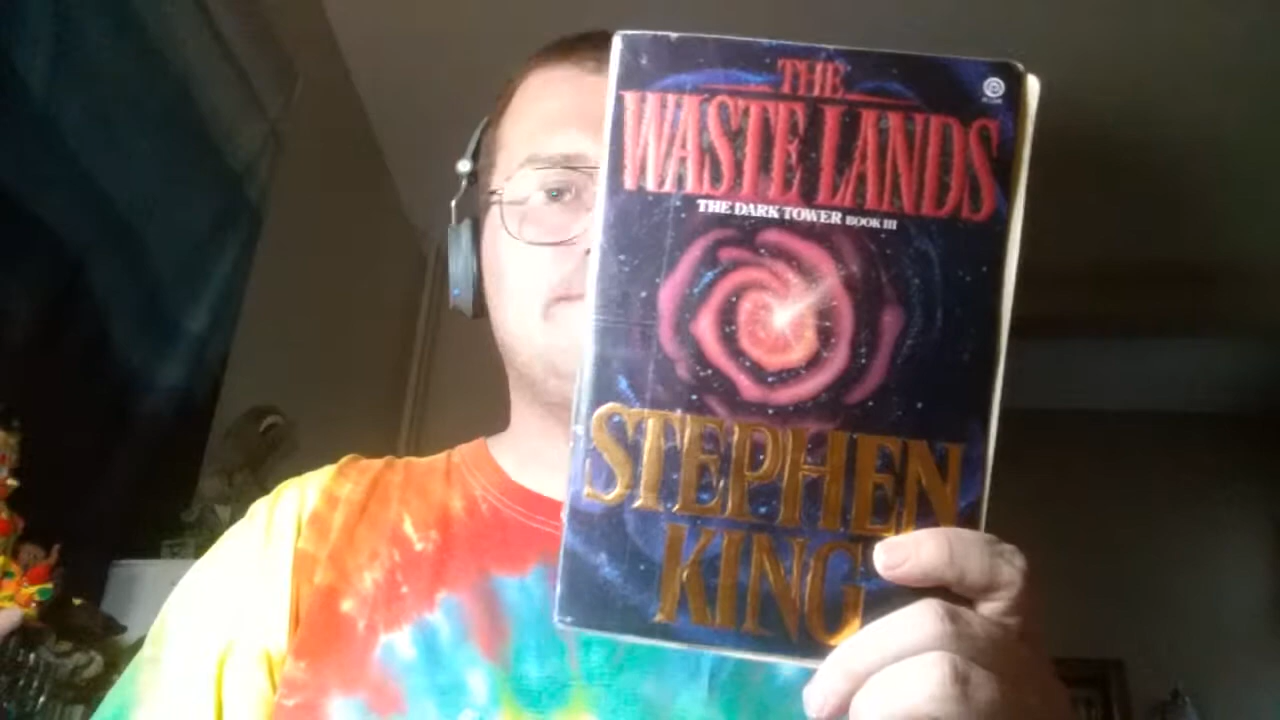 THE
WASTE LANDS
THE DARK TOWER BOOK III
STEPHEN
KING